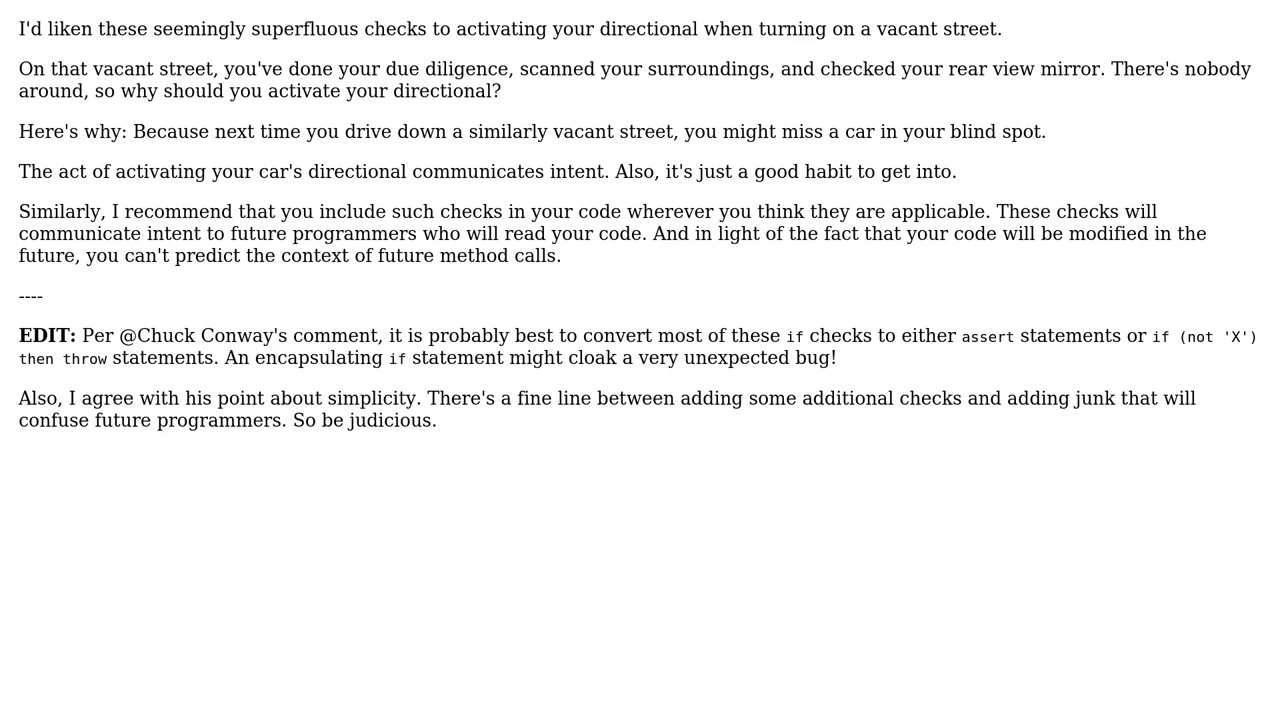 I'd liken these seemingly superfluous checks to activating your directional when turning on a vacant street.
On that vacant street, you've done your due diligence, scanned your surroundings, and checked your rear view mirror. There's nobody
around, so why should you activate your directional?
Here's why: Because next time you drive down a similarly vacant street, you might miss a car in your blind spot.
The act of activating your car's directional communicates intent. Also, it's just a good habit to get into.
Similarly, I recommend that you include such checks in your code wherever you think they are applicable. These checks will
communicate intent to future programmers who will read your code. And in light of the fact that your code will be modified in the
future, you can't predict the context of future method calls.
----
EDIT: Per @Chuck Conway's comment, it is probably best to convert most of these if checks to either assert statements or if (not 'X')
then throw statements. An encapsulating if statement might cloak a very unexpected bug!
Also, I agree with his point about simplicity. There's a fine line between adding some additional checks and adding junk that will
confuse future programmers. So be judicious.